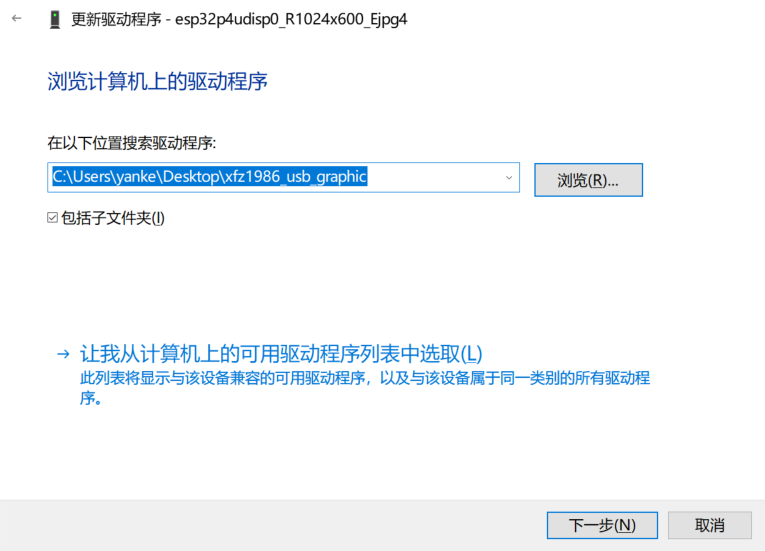 更新驱动程序 - esp32p4udisp0_R1024x600_Ejpg4
浏览计算机上的驱动程序
在以下位置搜索驱动程序:
C:\Users\yanke\Desktop\xfz1986_usb_graphic
浏览(R)...
包括子文件夹(I)
让我从计算机上的可用驱动程序列表中选取(L)
此列表将显示与该设备兼容的可用驱动程序，以及与该设备属于同一类别的所有驱动程
序。
下一步(N)
取消